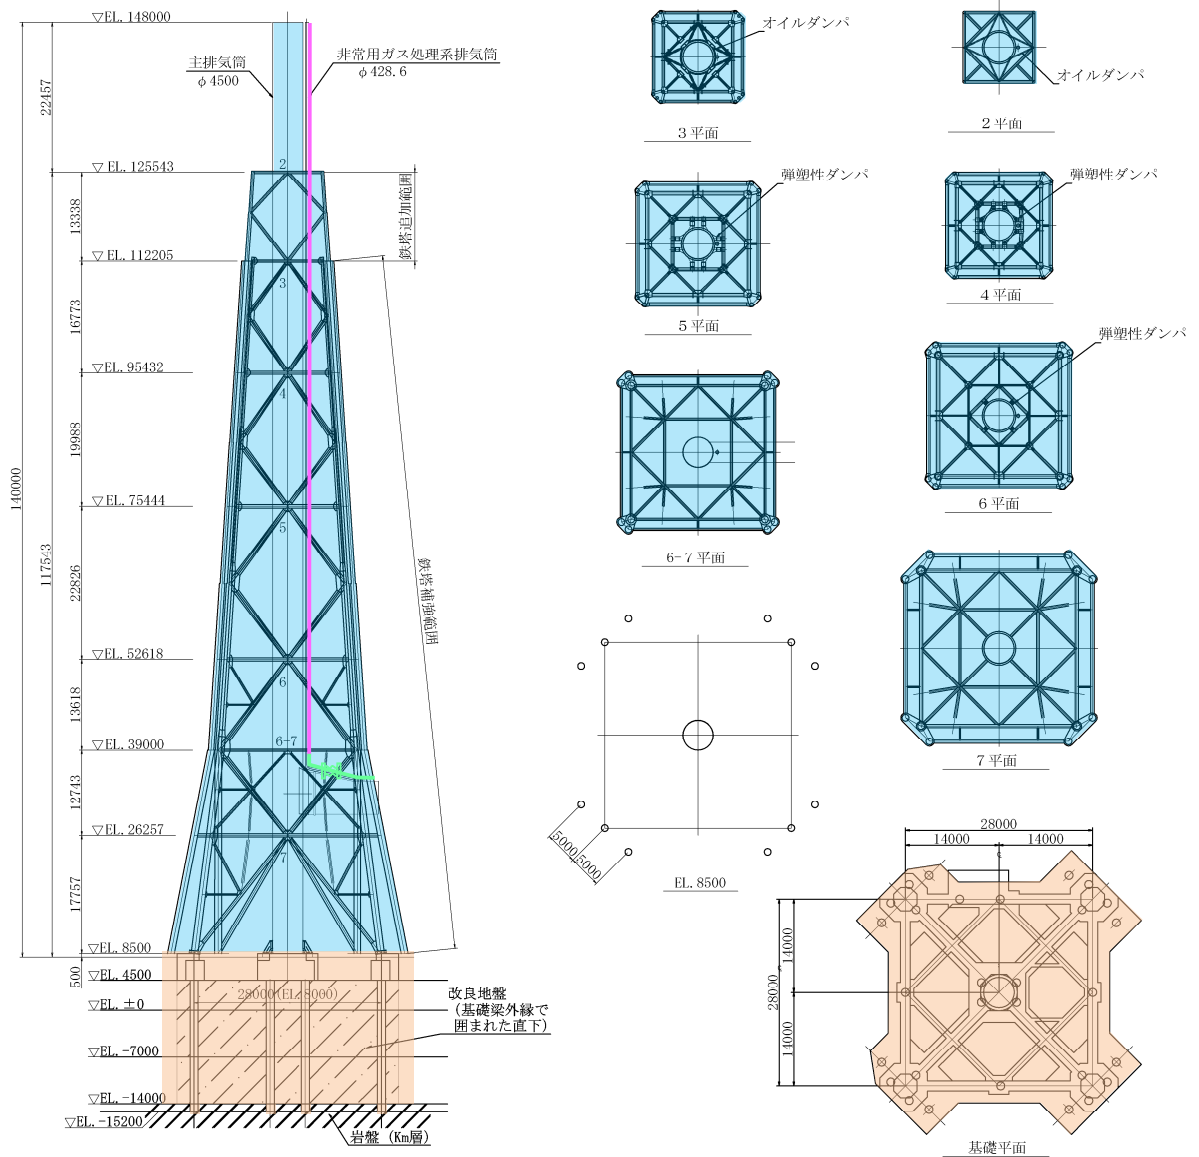 ▽EL. 148000
主排気筒
φ4500
非常用ガス処理系排気筒
φ428.6
22457
▽EL. 125543
2
13338
鉄塔追加範囲
▽EL. 112205
3
16773
▽EL. 95432
4
19988
140000
▽EL. 75444
5
117543
22826
鉄塔補強範囲
▽EL. 52618
6
13618
6-7
▽EL. 39000
12743
▽EL. 26257
7
17757
▽EL. 8500
500
▽EL. 4500
28000(EL. 8000)
▽EL. ±0
改良地盤
(基礎梁外縁で
囲まれた直下)
▽EL. -7000
▽EL. -14000
▽EL. -15200
岩盤 (Km層)
オイルダンパ
3平面
オイルダンパ
2平面
弾塑性ダンパ
5平面
弾塑性ダンパ
4平面
6-7平面
弾塑性ダンパ
6平面
7平面
5000
5000
EL. 8500
28000
14000
14000
℄
14000
28000
14000
基礎平面